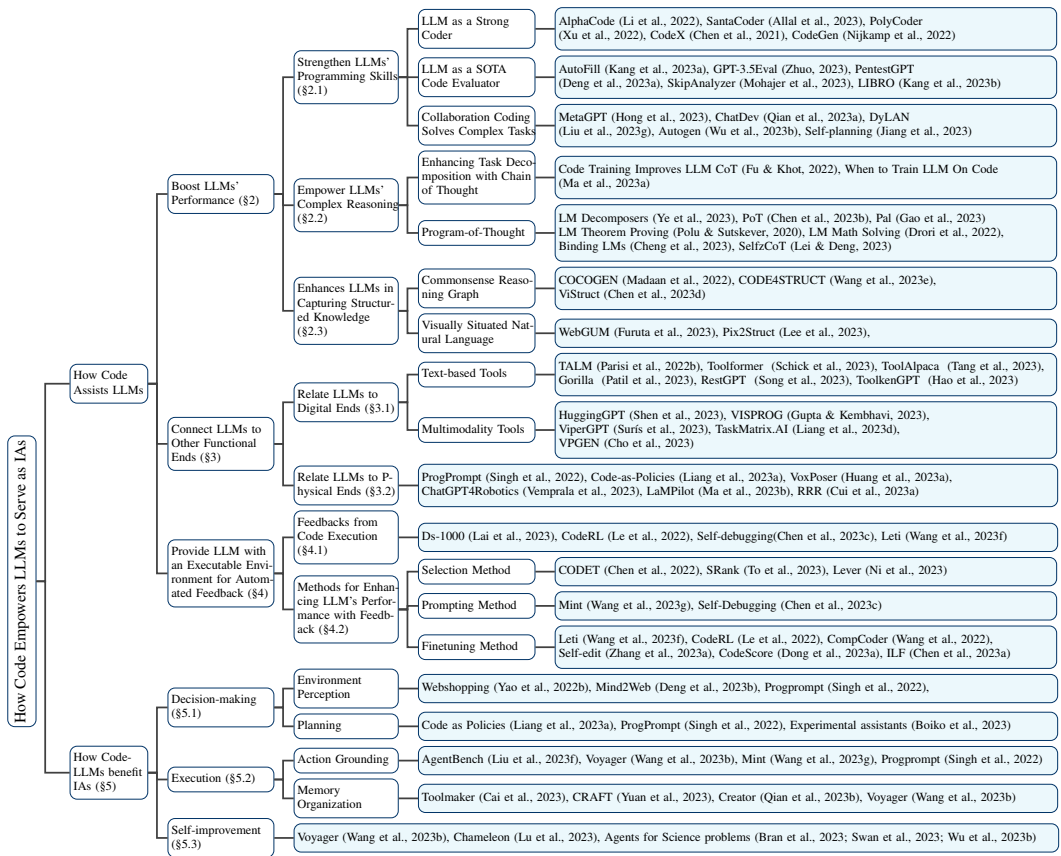 How Code Empowers LLMs to Serve as IAs
How Code
Assists LLMs
Boost LLMs'
Performance (§2)
Strengthen LLMs'
Programming Skills
(§2.1)
LLM as a Strong
Coder
AlphaCode (Li et al., 2022), SantaCoder (Allal et al., 2023), PolyCoder
(Xu et al., 2022), CodeX (Chen et al., 2021), CodeGen (Nijkamp et al., 2022)
LLM as a SOTA
Code Evaluator
AutoFill (Kang et al., 2023a), GPT-3.5Eval (Zhuo, 2023), PentestGPT
(Deng et al., 2023a), SkipAnalyzer (Mohajer et al., 2023), LIBRO (Kang et al., 2023b)
Collaboration Coding
Solves Complex Tasks
MetaGPT (Hong et al., 2023), ChatDev (Qian et al., 2023a), DyLAN
(Liu et al., 2023g), Autogen (Wu et al., 2023b), Self-planning (Jiang et al., 2023)
Empower LLMs'
Complex Reasoning
(§2.2)
Enhancing Task Deco-
mposition with Chain
of Thought
Code Training Improves LLM CoT (Fu & Khot, 2022), When to Train LLM On Code
(Ma et al., 2023a)
Program-of-Thought
LM Decomposers (Ye et al., 2023), PoT (Chen et al., 2023b), Pal (Gao et al., 2023)
LM Theorem Proving (Polu & Sutskever, 2020), LM Math Solving (Drori et al., 2022),
Binding LMs (Cheng et al., 2023), SelfzCoT (Lei & Deng, 2023)
Enhances LLMs in
Capturing Structur-
ed Knowledge
(§2.3)
Commonsense Reaso-
ning Graph
COCOGEN (Madaan et al., 2022), CODE4STRUCT (Wang et al., 2023e),
ViStruct (Chen et al., 2023d)
Visually Situated Nat-
ural Language
WebGUM (Furuta et al., 2023), Pix2Struct (Lee et al., 2023),
Connect LLMs to
Other Functional
Ends (§3)
Relate LLMs to
Digital Ends (§3.1)
Text-based Tools
TALM (Parisi et al., 2022b), Toolformer (Schick et al., 2023), ToolAlpaca (Tang et al., 2023),
Gorilla (Patil et al., 2023), RestGPT (Song et al., 2023), ToolkenGPT (Hao et al., 2023)
Multimodality Tools
HuggingGPT (Shen et al., 2023), VISPROG (Gupta & Kembhavi, 2023),
ViperGPT (Surís et al., 2023), TaskMatrix.AI (Liang et al., 2023d),
VPGEN (Cho et al., 2023)
Relate LLMs to P-
hysical Ends (§3.2)
ProgPrompt (Singh et al., 2022), Code-as-Policies (Liang et al., 2023a), VoxPoser (Huang et al., 2023a),
ChatGPT4Robotics (Vemprala et al., 2023), LaMPilot (Ma et al., 2023b), RRR (Cui et al., 2023a)
Provide LLM with
an Executable Envi-
ronment for Autom-
ated Feedback (§4)
Feedbacks from
Code Execution
(§4.1)
Ds-1000 (Lai et al., 2023), CodeRL (Le et al., 2022), Self-debugging(Chen et al., 2023c), Leti (Wang et al., 2023f)
Methods for Enhan-
cing LLM's Perfor-
mance with Feedb-
ack (§4.2)
Selection Method
CODET (Chen et al., 2022), SRank (To et al., 2023), Lever (Ni et al., 2023)
Prompting Method
Mint (Wang et al., 2023g), Self-Debugging (Chen et al., 2023c)
Finetuning Method
Leti (Wang et al., 2023f), CodeRL (Le et al., 2022), CompCoder (Wang et al., 2022),
Self-edit (Zhang et al., 2023a), CodeScore (Dong et al., 2023a), ILF (Chen et al., 2023a)
How Code-
LLMs benefit
IAs (§5)
Decision-making
(§5.1)
Environment
Perception
Webshopping (Yao et al., 2022b), Mind2Web (Deng et al., 2023b), Progprompt (Singh et al., 2022),
Planning
Code as Policies (Liang et al., 2023a), ProgPrompt (Singh et al., 2022), Experimental assistants (Boiko et al., 2023)
Execution (§5.2)
Action Grounding
AgentBench (Liu et al., 2023f), Voyager (Wang et al., 2023b), Mint (Wang et al., 2023g), Progprompt (Singh et al., 2022)
Memory
Organization
Toolmaker (Cai et al., 2023), CRAFT (Yuan et al., 2023), Creator (Qian et al., 2023b), Voyager (Wang et al., 2023b)
Self-improvement
(§5.3)
Voyager (Wang et al., 2023b), Chameleon (Lu et al., 2023), Agents for Science problems (Bran et al., 2023; Swan et al., 2023; Wu et al., 2023b)